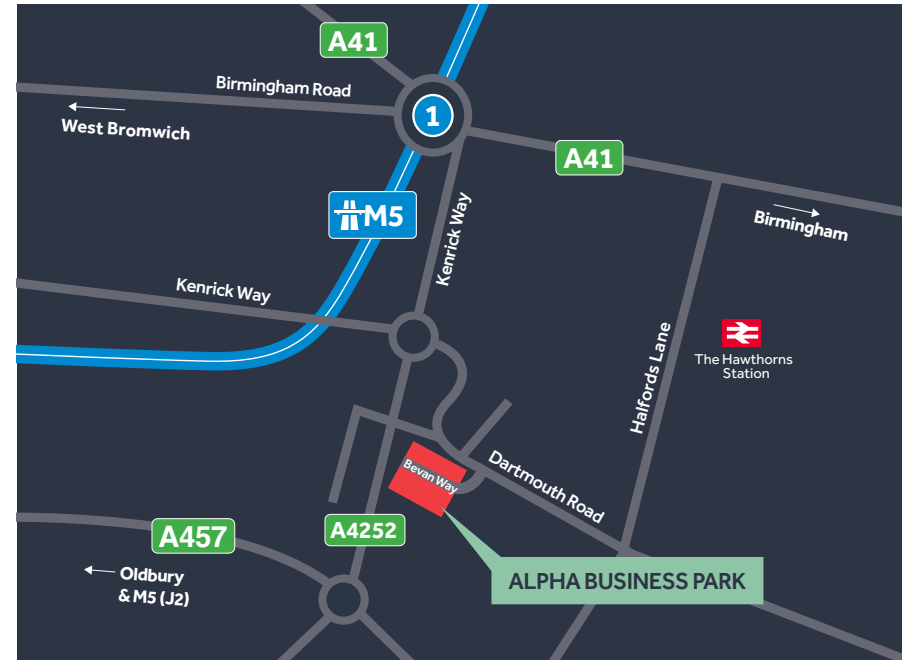 A41
Birmingham Road
1
West Bromwich
A41
M5
Kenrick Way
Birmingham
Kenrick Way
Halfords Lane
The Hawthorns
Station
Bevan Way
Dartmouth Road
A457
A4252
Oldbury
& M5 (J2)
ALPHA BUSINESS PARK